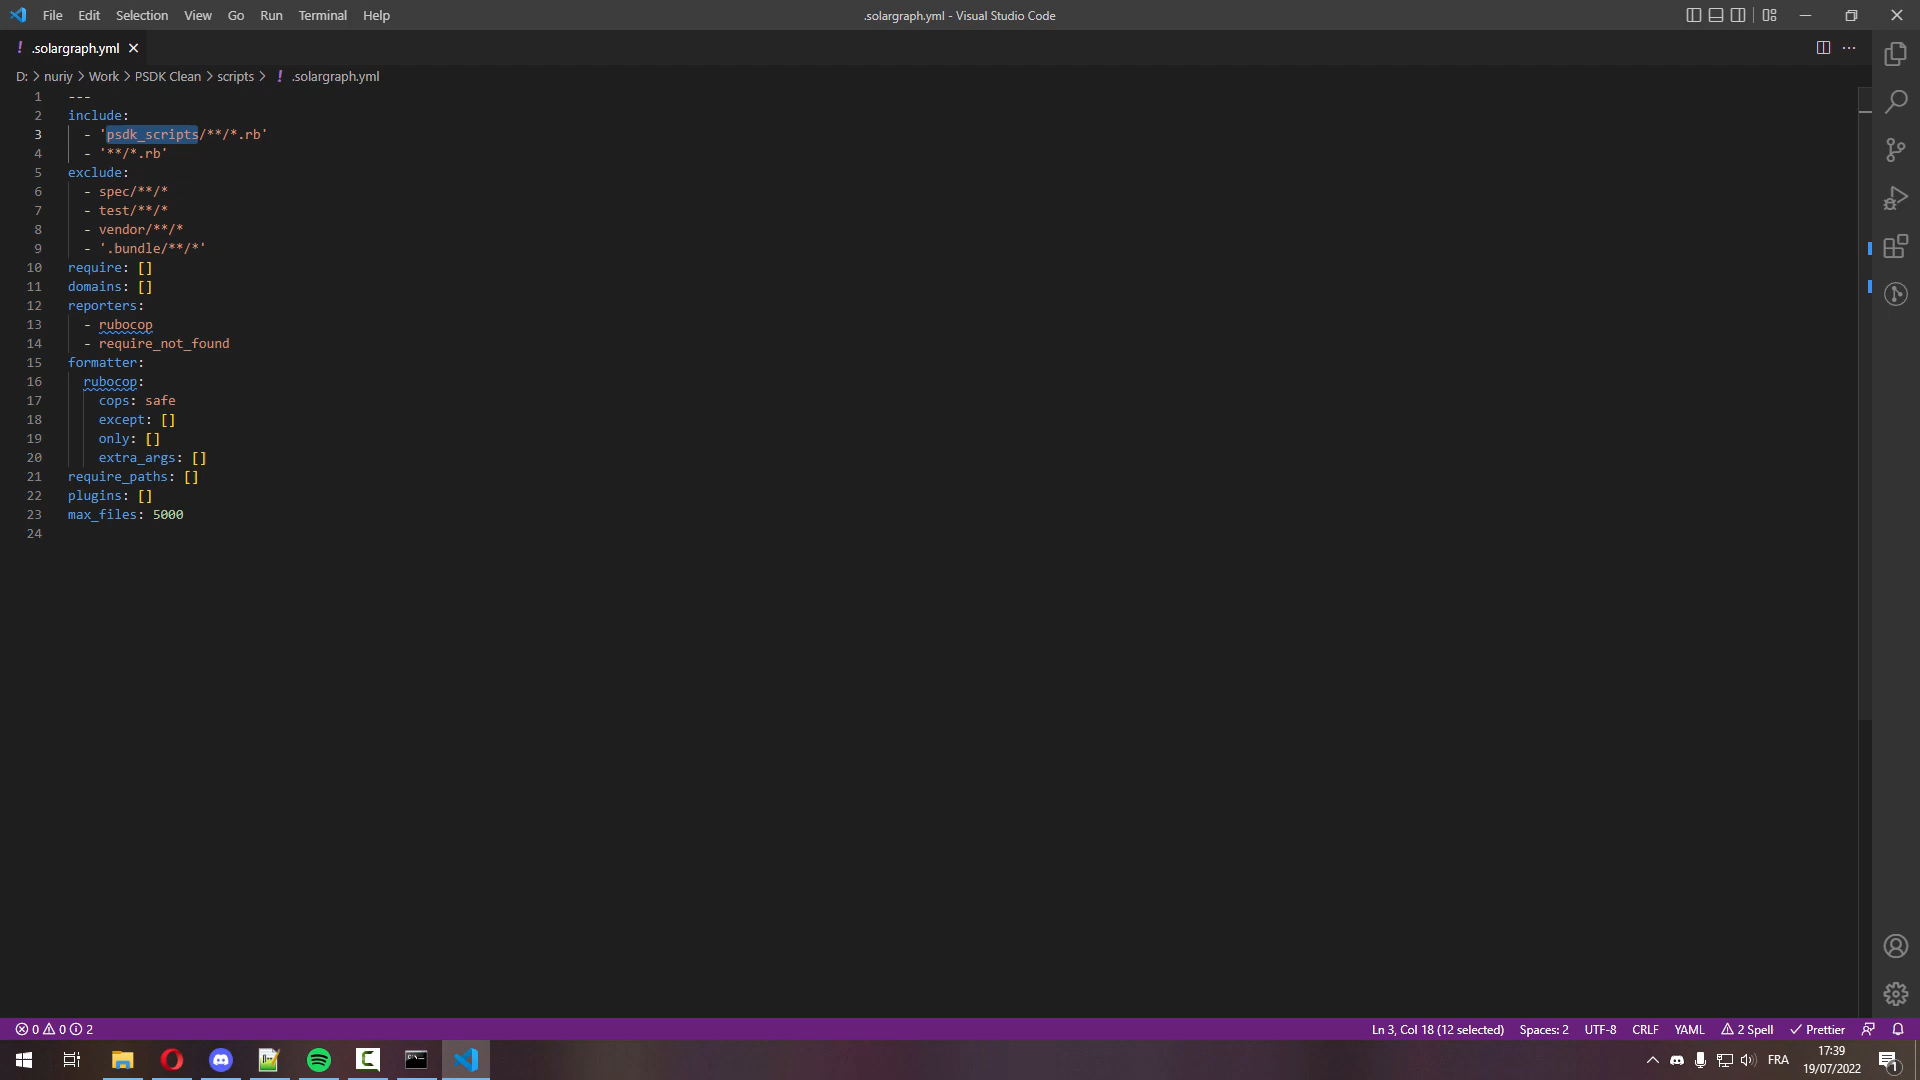 File Edit Selection View Go Run Terminal Help
.solargraph.yml - Visual Studio Code
! .solargraph.yml
D: > nuriy > Work > PSDK Clean > scripts > ! .solargraph.yml
1 ---
2 include:
3 - 'psdk_scripts/**/*.rb'
4 - '**/*.rb'
5 exclude:
6 - spec/**/*
7 - test/**/*
8 - vendor/**/*
9 - '.bundle/**/*'
10 require: []
11 domains: []
12 reporters:
13 - rubocop
14 - require_not_found
15 formatter:
16 rubocop:
17 cops: safe
18 except: []
19 only: []
20 extra_args: []
21 require_paths: []
22 plugins: []
23 max_files: 5000
24
0 0 2
Ln 3, Col 18 (12 selected) Spaces: 2 UTF-8 CRLF YAML 2 Spell Prettier
FRA
17:39
19/07/2022
1